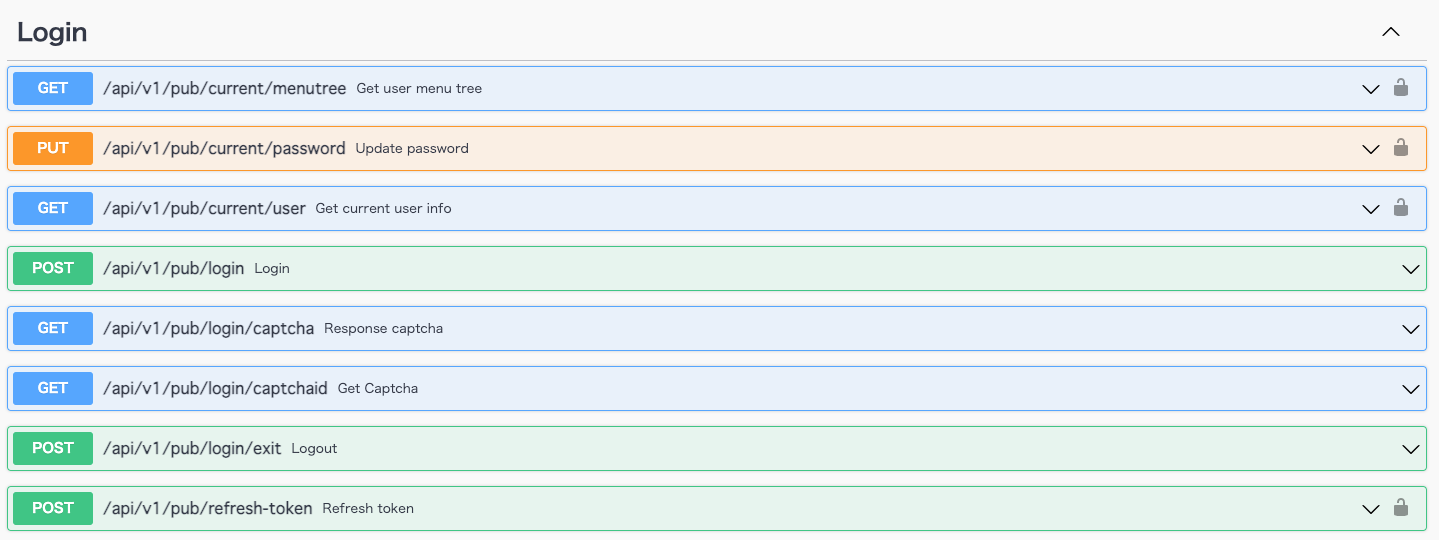 Login
GET /api/v1/pub/current/menutree Get user menu tree
PUT /api/v1/pub/current/password Update password
GET /api/v1/pub/current/user Get current user info
POST /api/v1/pub/login Login
GET /api/v1/pub/login/captcha Response captcha
GET /api/v1/pub/login/captchaid Get Captcha
POST /api/v1/pub/login/exit Logout
POST /api/v1/pub/refresh-token Refresh token